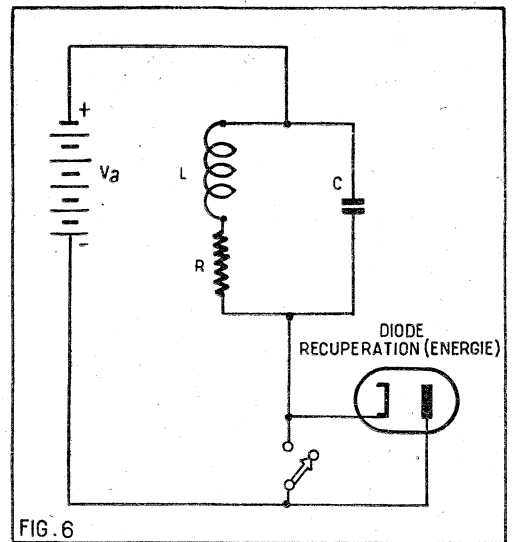 +
Va
-
L
R
C
DIODE
RECUPERATION (ENERGIE)
FIG. 6